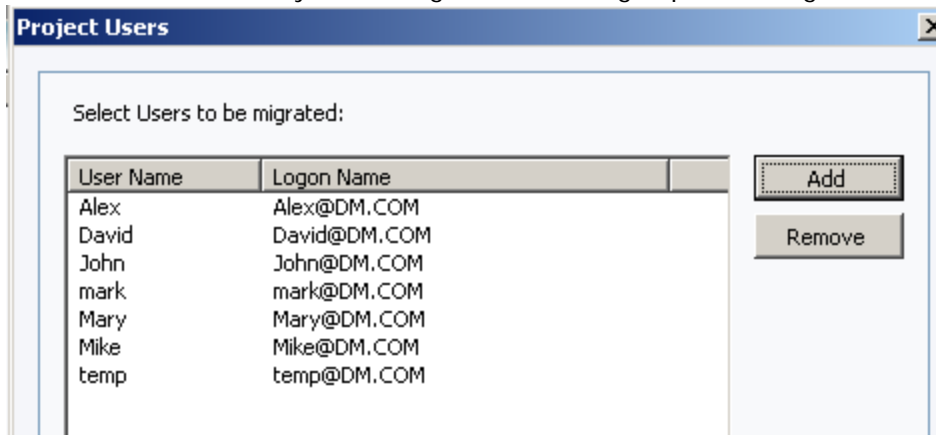 Project Users
Select Users to be migrated:
User Name Logon Name
Add
Alex Alex@DM.COM
David David@DM.COM
Remove
John John@DM.COM
mark mark@DM.COM
Mary Mary@DM.COM
Mike Mike@DM.COM
temp temp@DM.COM